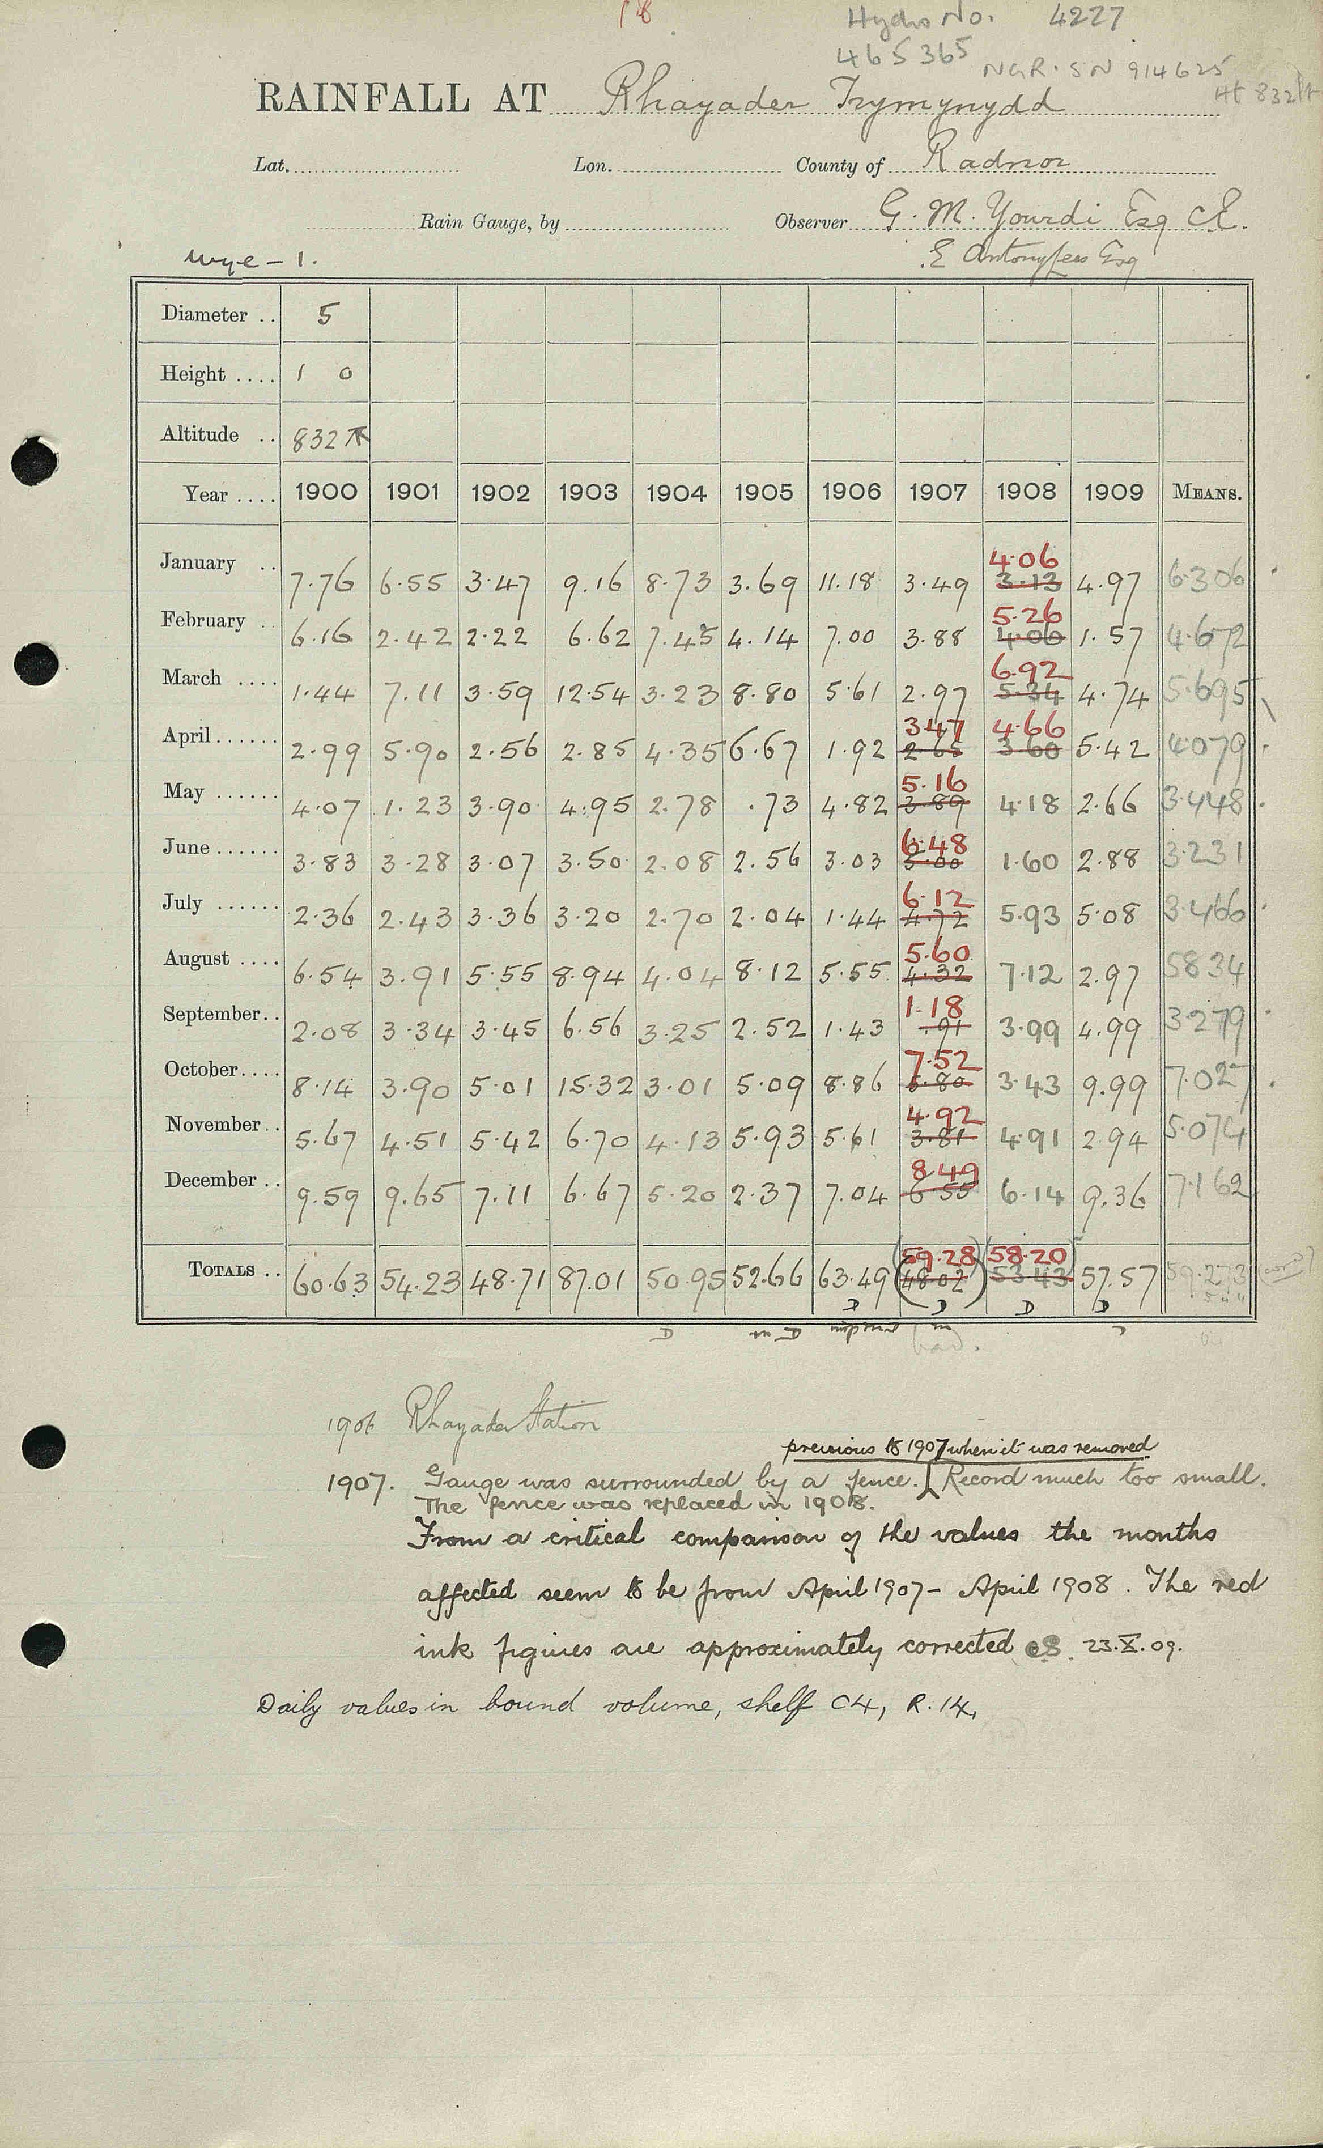 18
Hydro No. 4227
465365 NGR. SN 914625
Ht 832ft
RAINFALL AT Rhayader Trymynydd
Lat. Lon. County of Radnor
Rain Gauge, by Observer G. M. Yourdi Esq C.E.
Wye - 1.
Diameter .. 5
Height .... 1 0
Altitude .. 832
Year .... 1900 1901 1902 1903 1904 1905 1906 1907 1908 1909 MEANS.
4.06
January .. 7.76 6.55 3.47 9.16 8.73 3.69 11.18 3.49 3.13 4.97 6.306
5.26
February .. 6.16 2.42 2.22 6.62 7.45 4.14 7.00 3.88 4.06 1.57 4.672
6.92
March .... 1.44 7.11 3.59 12.54 3.23 8.80 5.61 2.97 5.34 4.74 5.695
3.47 4.66
April...... 2.99 5.90 2.56 2.85 4.35 6.67 1.92 2.65 3.60 5.42 4.079
5.16
May ...... 4.07 1.23 3.90 4.95 2.78 .73 4.82 3.89 4.18 2.66 3.448
6.48
June...... 3.83 3.28 3.07 3.50 2.08 2.56 3.03 5.00 1.60 2.88 3.231
6.12
July ...... 2.36 2.43 3.36 3.20 2.70 2.04 1.44 4.72 5.93 5.08 3.466
5.60
August .... 6.54 3.91 5.55 8.94 4.04 8.12 5.55 4.32 7.12 2.97 5834
1.18
September.. 2.08 3.34 3.45 6.56 3.25 2.52 1.43 .91 3.99 4.99 3.279
7.52
October.... 8.14 3.90 5.01 15.32 3.01 5.09 8.86 5.80 3.43 9.99 7.027
4.92
November.. 5.67 4.51 5.42 6.70 4.13 5.93 5.61 3.81 4.91 2.94 5.074
8.49
December .. 9.59 9.65 7.11 6.67 5.20 2.37 7.04 6.55 6.14 9.36 7.162
59.28 58.20
TOTALS .. 60.63 54.23 48.71 87.01 50.95 52.66 63.49 (48.02) 53.43 57.57 59.273
D D D D
D D
bad.
1906 Rhayader Station
previous to 1907 when it was removed
1907. Gauge was surrounded by a fence. Record much too small.
The fence was replaced in 1908.
From a critical comparison of the values the months
affected seem to be from April 1907 - April 1908. The red
ink figures are approximately corrected 23.X.09.
Daily values in bound volume, shelf C4, R.14,